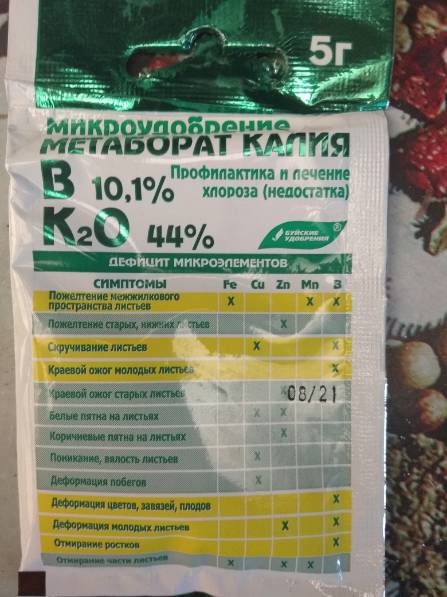 5г
МИКРОУДОБРЕНИЕ
МЕТАБОРАТ КАЛИЯ
B 10,1%
Профилактика и лечение
хлороза (недостатка)
K₂O 44%
БУЙСКИЕ
УДОБРЕНИЯ ®
ДЕФИЦИТ МИКРОЭЛЕМЕНТОВ
СИМПТОМЫ Fe Cu Zn Mn B
Пожелтение межжилкового
пространства листьев X X X
Пожелтение старых, нижних листьев X
Скручивание листьев X X
Краевой ожог молодых листьев X
Краевой ожог старых листьев X 08/21
Белые пятна на листьях X X
Коричневые пятна на листьях X
Поникание, вялость листьев X
Деформация побегов X
Деформация цветов, завязей, плодов X
Деформация молодых листьев X X
Отмирание ростков X
Отмирание части листьев X X X